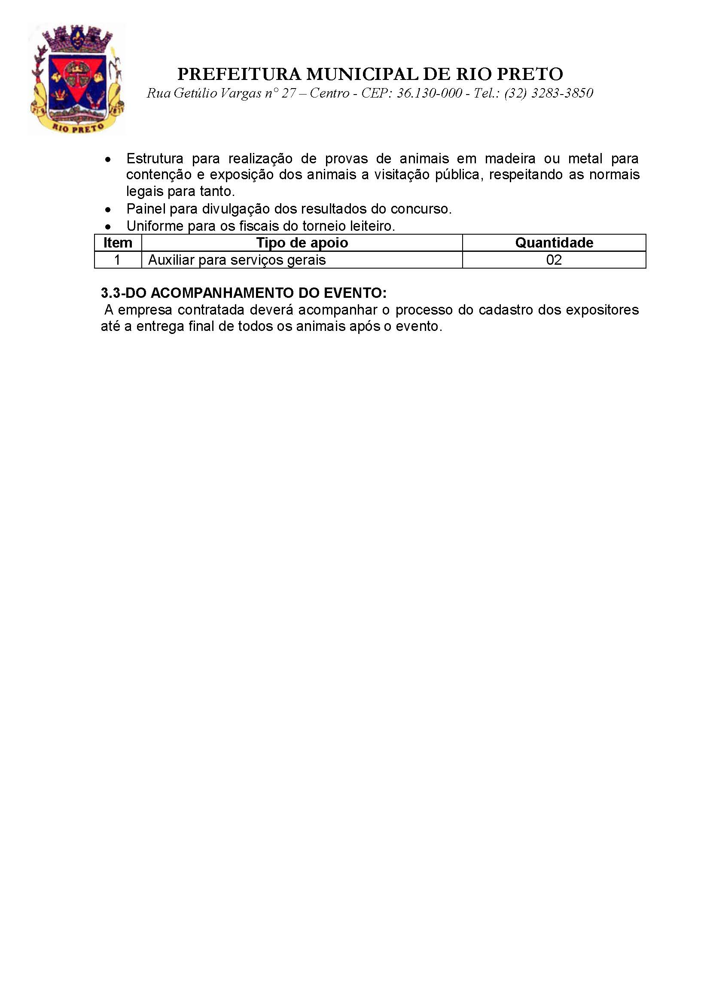 PREFEITURA MUNICIPAL DE RIO PRETO
Rua Getúlio Vargas n° 27 – Centro - CEP: 36.130-000 - Tel.: (32) 3283-3850
RIO PRETO
• Estrutura para realização de provas de animais em madeira ou metal para
contenção e exposição dos animais a visitação pública, respeitando as normais
legais para tanto.
• Painel para divulgação dos resultados do concurso.
• Uniforme para os fiscais do torneio leiteiro.
Item Tipo de apoio Quantidade
1 Auxiliar para serviços gerais 02
3.3-DO ACOMPANHAMENTO DO EVENTO:
A empresa contratada deverá acompanhar o processo do cadastro dos expositores
até a entrega final de todos os animais após o evento.